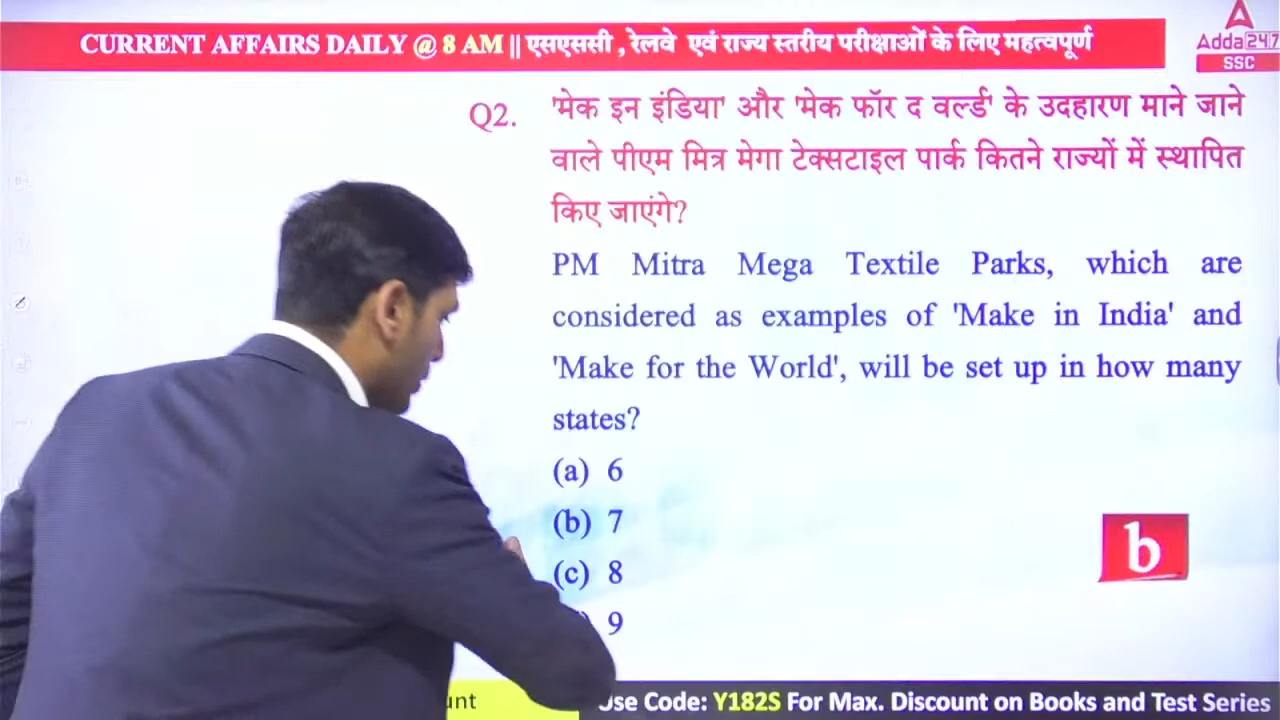 CURRENT AFFAIRS DAILY @ 8 AM || एसएससी , रेलवे एवं राज्य स्तरीय परीक्षाओं के लिए महत्वपूर्ण
Adda247
SSC
Q2. 'मेक इन इंडिया' और 'मेक फॉर द वर्ल्ड' के उदहारण माने जाने
वाले पीएम मित्र मेगा टेक्सटाइल पार्क कितने राज्यों में स्थापित
किए जाएंगे?
PM Mitra Mega Textile Parks, which are
considered as examples of 'Make in India' and
'Make for the World', will be set up in how many
states?
(a) 6
(b) 7
(c) 8
9
b
Use Code: Y182S For Max. Discount on Books and Test Series